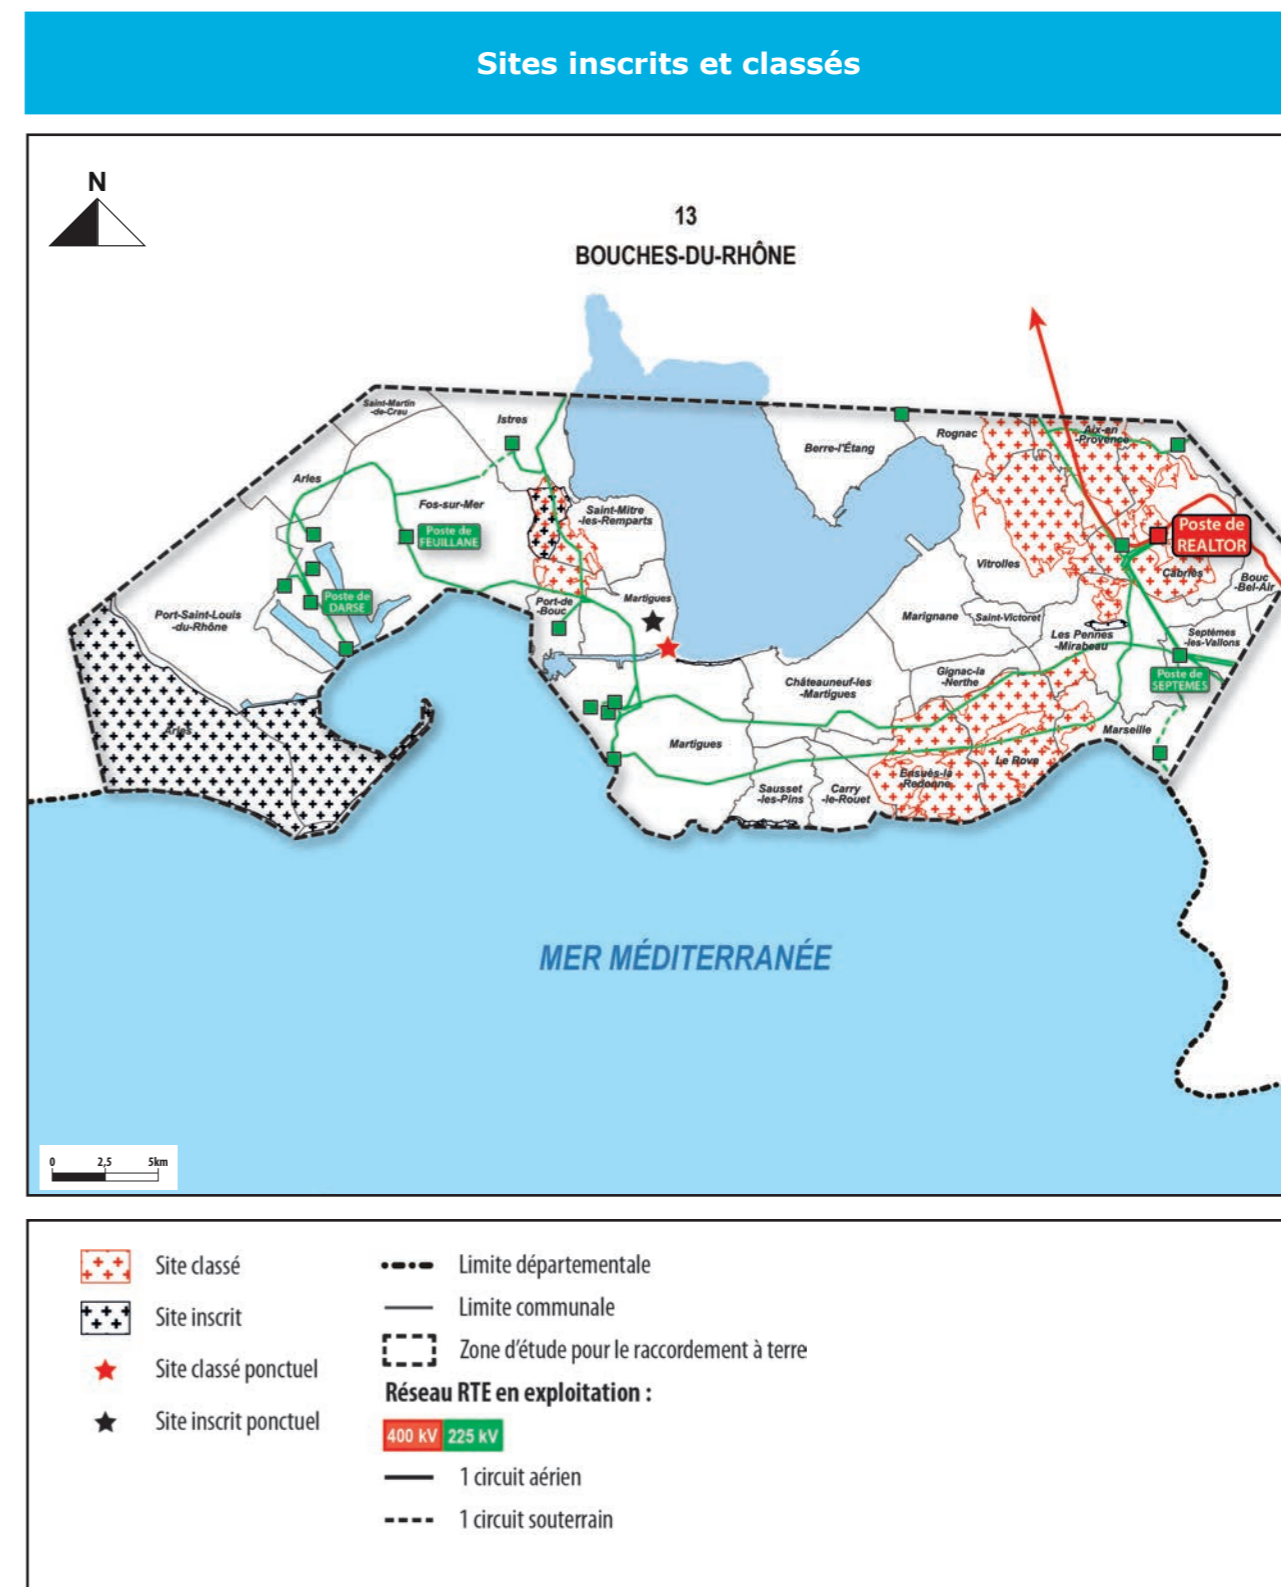 Sites inscrits et classés
N
13
BOUCHES-DU-RHÔNE
Saint-Martin
-de-Crau
Istres
Rognac
Aix-en
-Provence
Berre-l'Étang
Arles
Fos-sur-Mer
Saint-Mitre
-les-Remparts
Poste de
FEUILLANE
Poste de
REALTOR
Vitrolles
Cabriès
Bouc
-Bel-Air
Poste de
DARSE
Port-de
-Bouc
Martigues
Port-Saint-Louis
-du-Rhône
Marignane
Saint-Victoret
Les Pennes
-Mirabeau
Septèmes
-les-Vallons
Châteauneuf-les
-Martigues
Gignac-la
-Nerthe
Poste de
SEPTEMES
Arles
Martigues
Marseille
Le Rove
Ensuès-la
-Redonne
Sausset
-les-Pins
Carry
-le-Rouet
MER MÉDITERRANÉE
0 2,5 5km
Site classé
Site inscrit
Site classé ponctuel
Site inscrit ponctuel
Limite départementale
Limite communale
Zone d'étude pour le raccordement à terre
Réseau RTE en exploitation :
400 kV 225 kV
1 circuit aérien
1 circuit souterrain